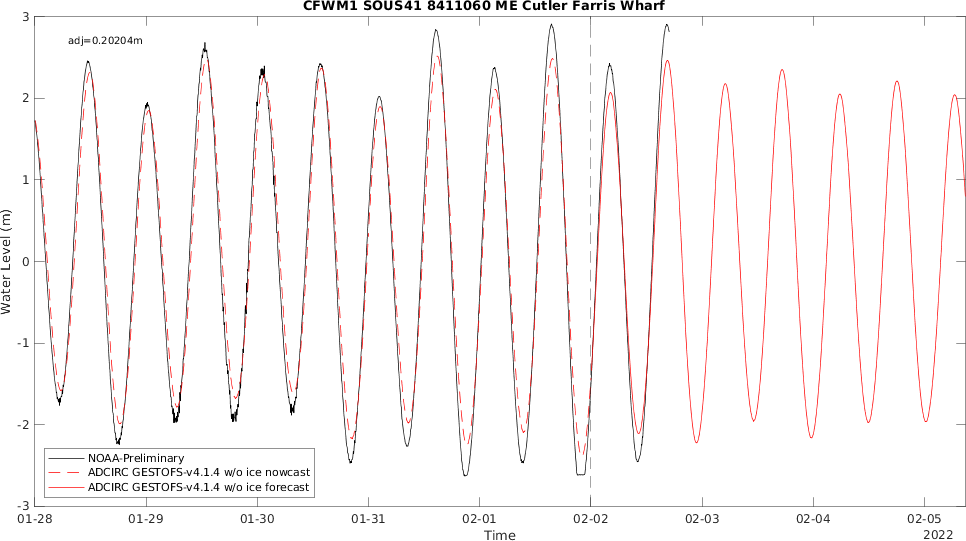 CFWM1 SOUS41 8411060 ME Cutler Farris Wharf
adj=0.20204m
3
2
1
0
-1
-2
-3
Water Level (m)
NOAA-Preliminary
ADCIRC GESTOFS-v4.1.4 w/o ice nowcast
ADCIRC GESTOFS-v4.1.4 w/o ice forecast
01-28 01-29 01-30 01-31 02-01 02-02 02-03 02-04 02-05
Time
2022